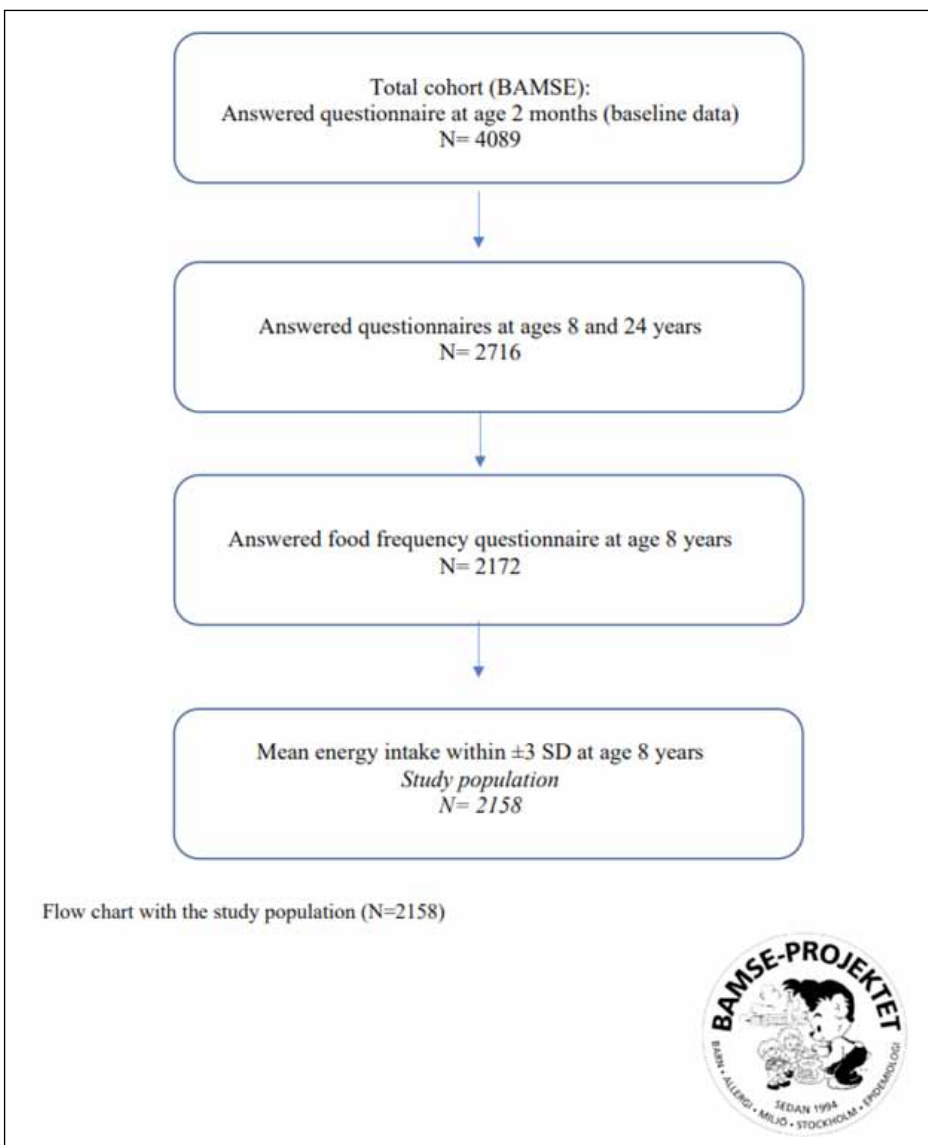 Total cohort (BAMSE):
Answered questionnaire at age 2 months (baseline data)
N= 4089
Answered questionnaires at ages 8 and 24 years
N= 2716
Answered food frequency questionnaire at age 8 years
N= 2172
Mean energy intake within ±3 SD at age 8 years
Study population
N= 2158
Flow chart with the study population (N=2158)
BAMSE-PROJEKTET
BARN • ALLERGI • MILJÖ • STOCKHOLM • EPIDEMIOLOGI
SEDAN 1994